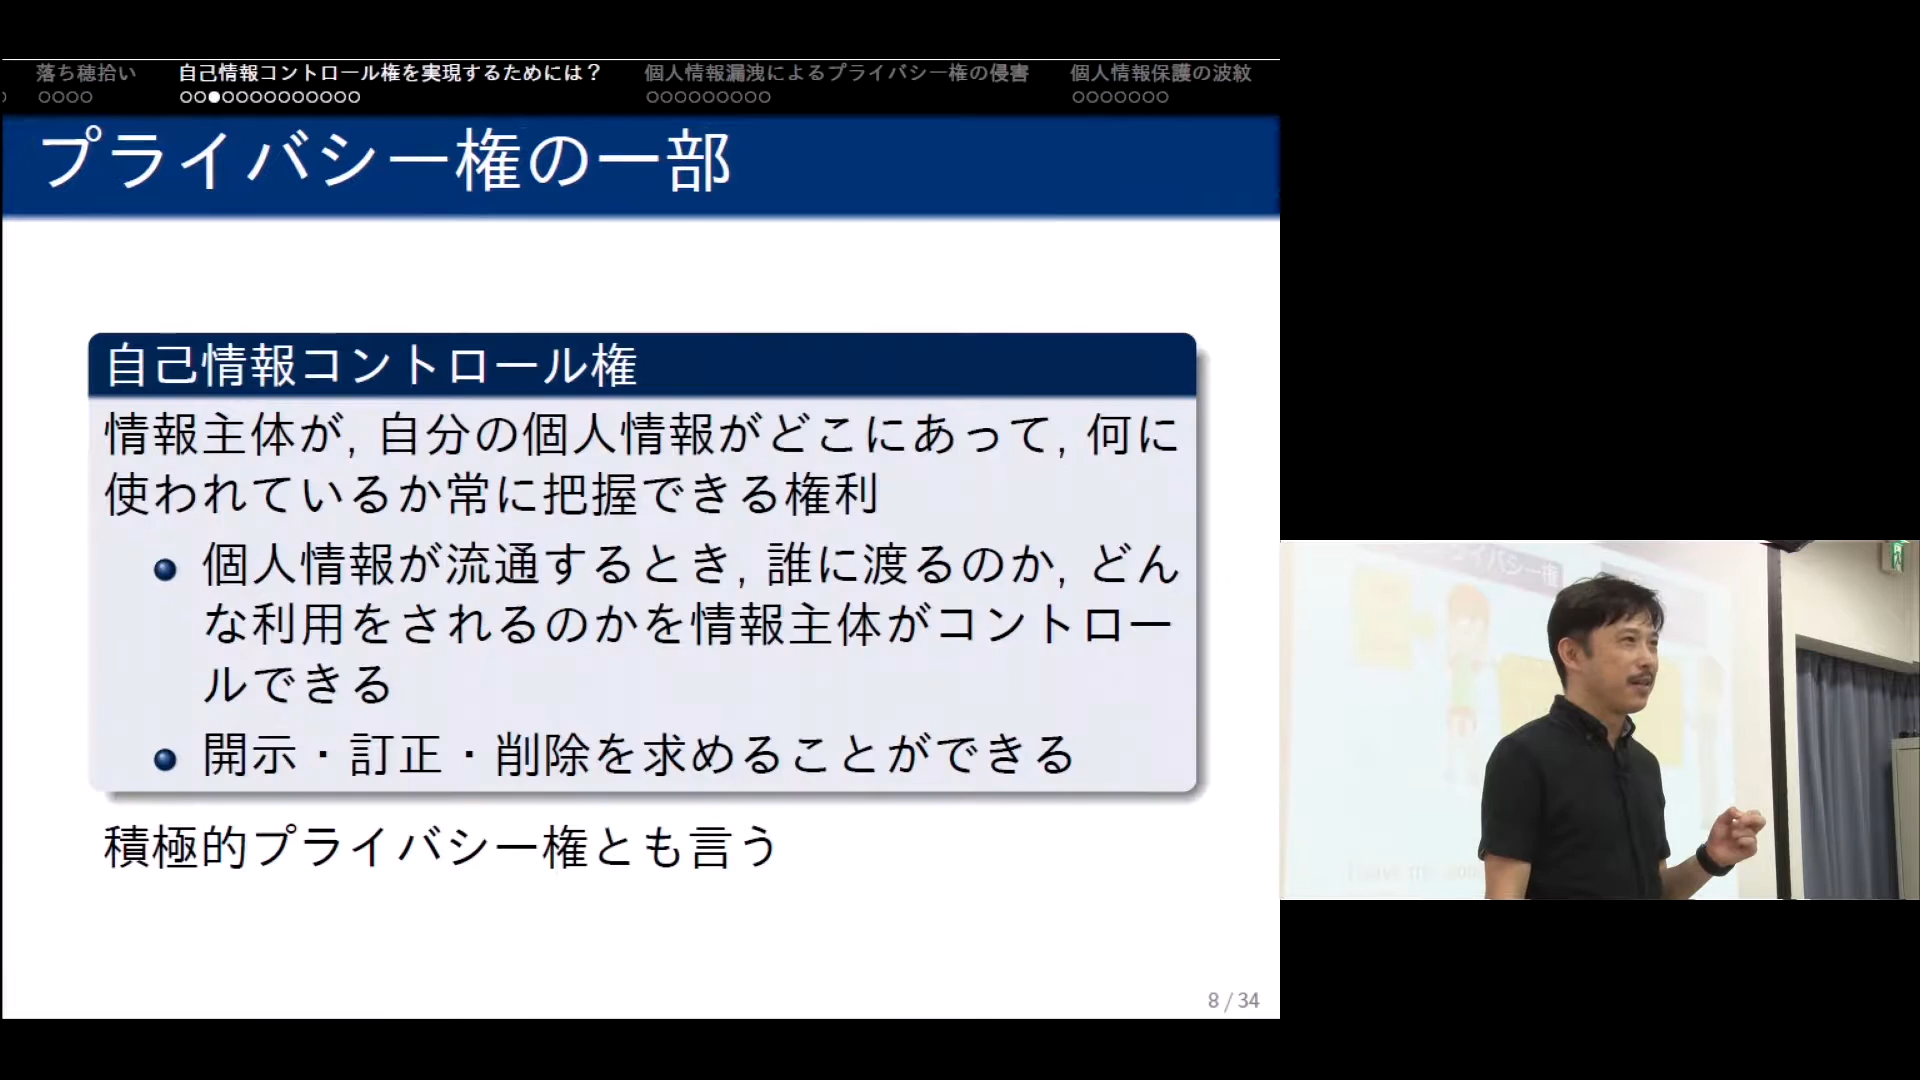 落ち穂拾い 自己情報コントロール権を実現するためには? 個人情報漏洩によるプライバシー権の侵害 個人情報保護の波紋
プライバシー権の一部
自己情報コントロール権
情報主体が, 自分の個人情報がどこにあって, 何に
使われているか常に把握できる権利
個人情報が流通するとき, 誰に渡るのか, どん
な利用をされるのかを情報主体がコントロー
ルできる
開示・訂正・削除を求めることができる
積極的プライバシー権とも言う
8 / 34